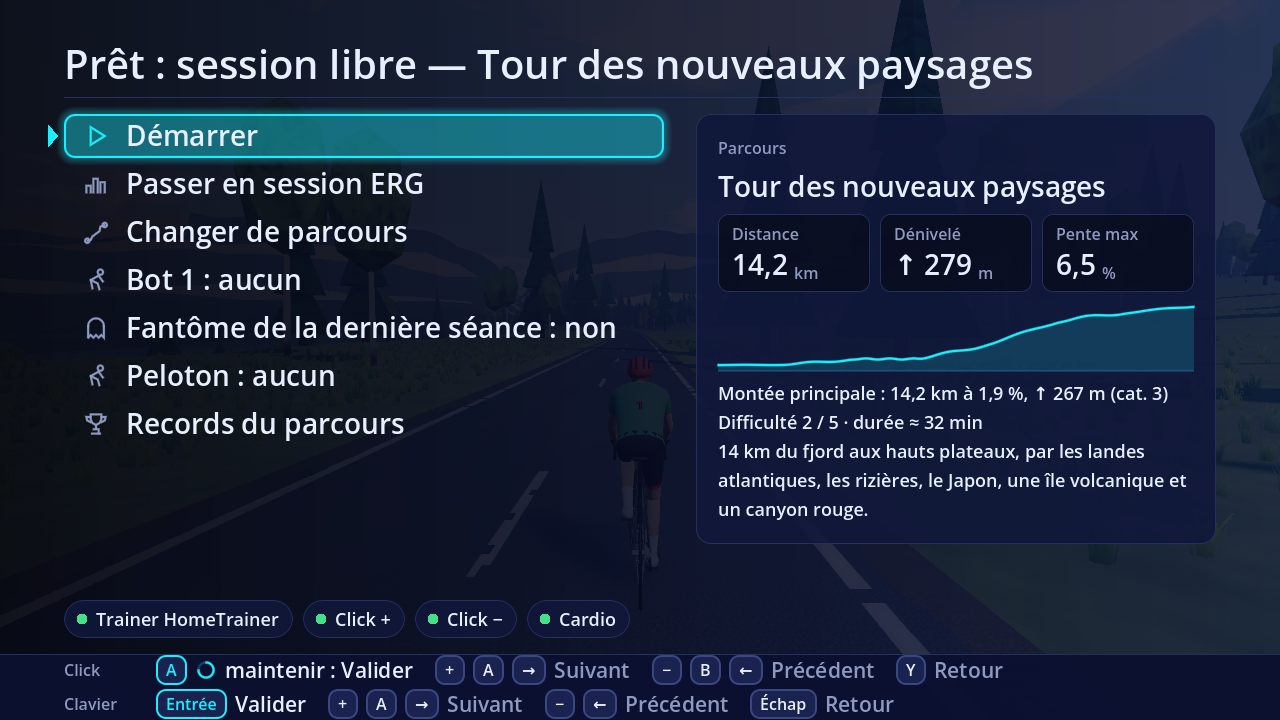 Prêt : session libre — Tour des nouveaux paysages
Démarrer
Passer en session ERG
Changer de parcours
Bot 1 : aucun
Fantôme de la dernière séance : non
Peloton : aucun
Records du parcours
Parcours
Tour des nouveaux paysages
Distance
14,2 km
Dénivelé
↑ 279 m
Pente max
6,5 %
Montée principale : 14,2 km à 1,9 %, ↑ 267 m (cat. 3)
Difficulté 2 / 5 · durée ≈ 32 min
14 km du fjord aux hauts plateaux, par les landes
atlantiques, les rizières, le Japon, une île volcanique et
un canyon rouge.
Trainer HomeTrainer
Click +
Click −
Cardio
Click A maintenir : Valider + A → Suivant − B ← Précédent Y Retour
Clavier Entrée Valider + A → Suivant − ← Précédent Échap Retour